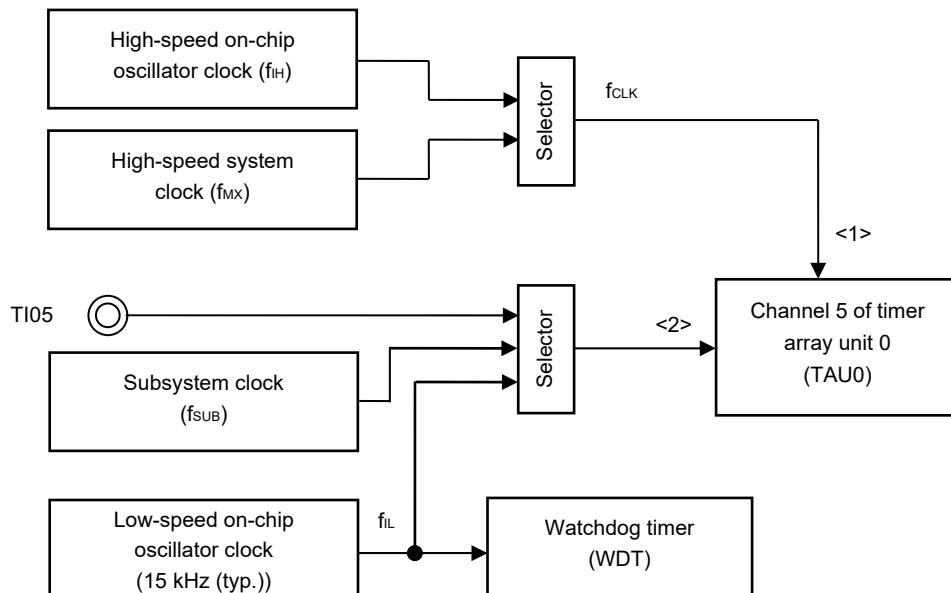 High-speed on-chip
oscillator clock (fIH)
High-speed system
clock (fMX)
Selector
fCLK
<1>
TI05
Subsystem clock
(fSUB)
Selector
<2>
Channel 5 of timer
array unit 0
(TAU0)
Low-speed on-chip
oscillator clock
(15 kHz (typ.))
fIL
Watchdog timer
(WDT)